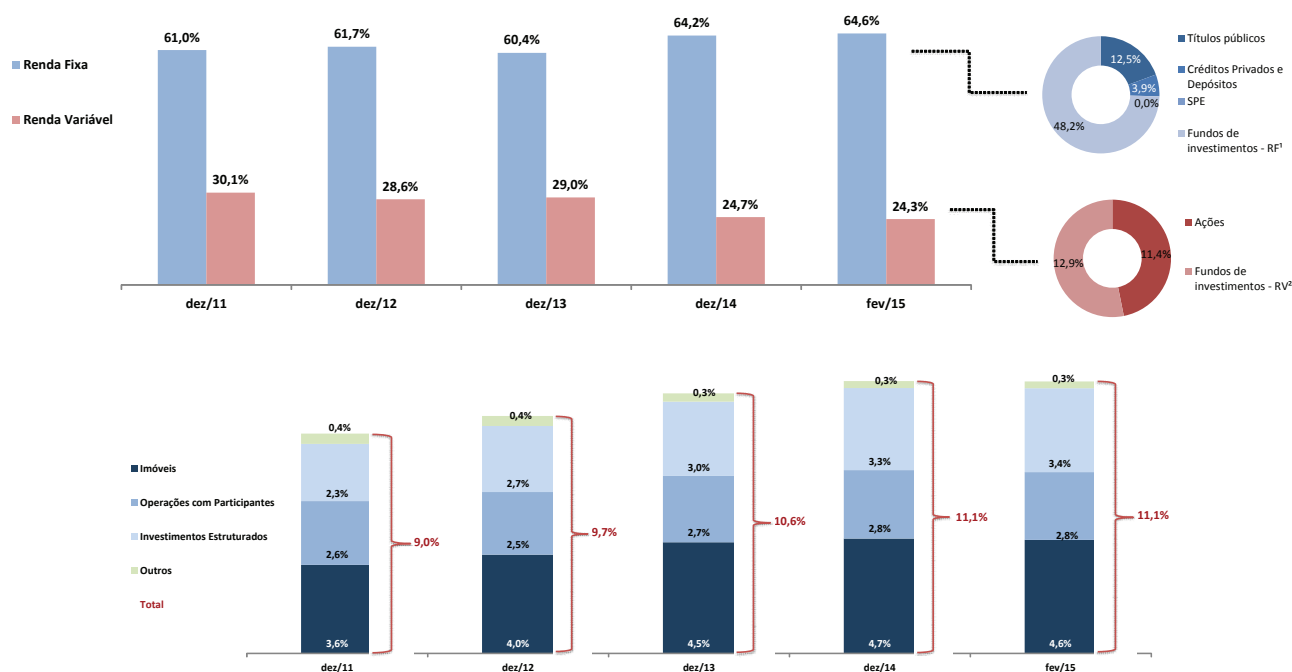 61,0%
61,7%
60,4%
64,2%
64,6%
Renda Fixa
Renda Variável
30,1%
28,6%
29,0%
24,7%
24,3%
dez/11
dez/12
dez/13
dez/14
fev/15
Títulos públicos
Créditos Privados e
Depósitos
SPE
Fundos de
investimentos - RF¹
12,5%
3,9%
0,0%
48,2%
Ações
Fundos de
investimentos - RV²
12,9%
11,4%
Imóveis
Operações com Participantes
Investimentos Estruturados
Outros
Total
0,4%
2,3%
2,6%
3,6%
9,0%
0,4%
2,7%
2,5%
4,0%
9,7%
0,3%
3,0%
2,7%
4,5%
10,6%
0,3%
3,3%
2,8%
4,7%
11,1%
0,3%
3,4%
2,8%
4,6%
11,1%
dez/11
dez/12
dez/13
dez/14
fev/15